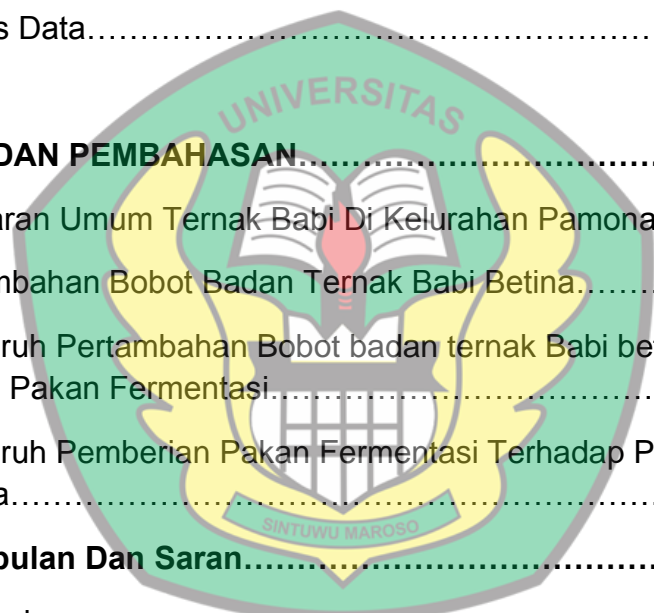 s Data……………………………………………………
UNIVERSITAS
DAN PEMBAHASAN……………………………………
aran Umum Ternak Babi Di Kelurahan Pamona
mbahan Bobot Badan Ternak Babi Betina………
ruh Pertambahan Bobot badan ternak Babi be
Pakan Fermentasi……………………………………
ruh Pemberian Pakan Fermentasi Terhadap P
a……………………………………………………………
SINTUWU MAROSO
pulan Dan Saran………………………………………